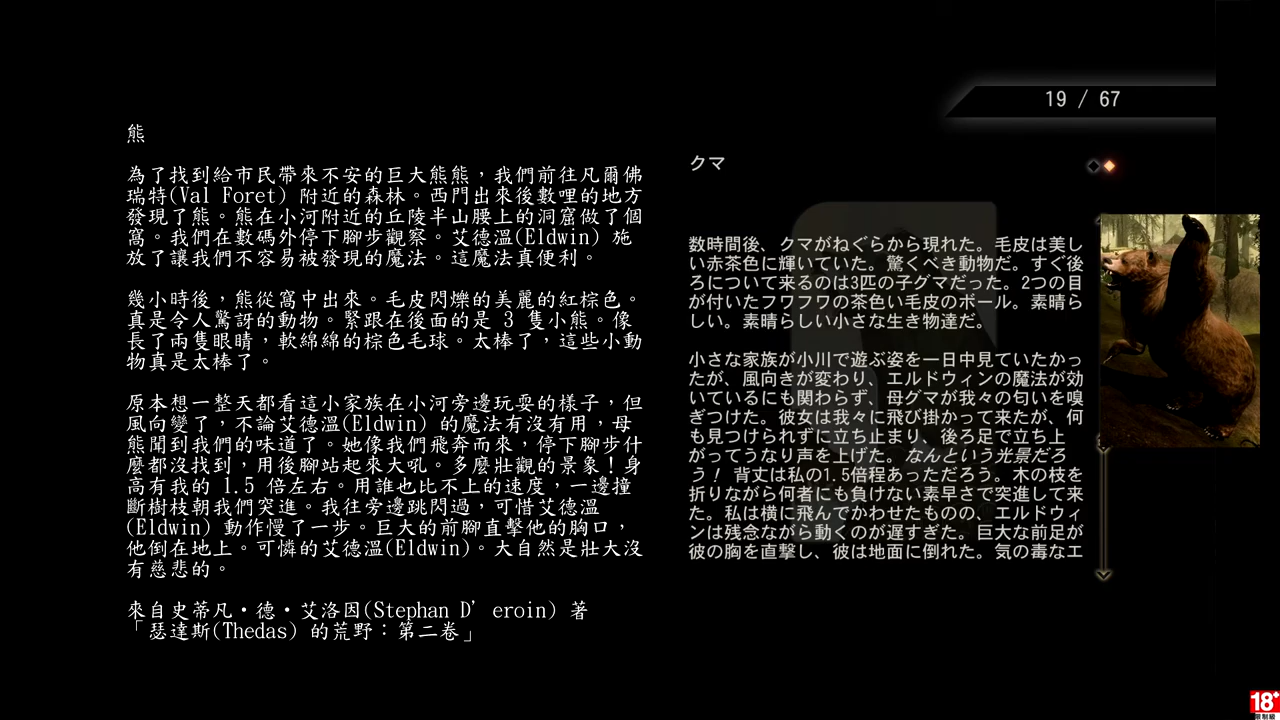 19 / 67
熊
為了找到給市民帶來不安的巨大熊熊，我們前往凡爾佛
瑞特(Val Foret) 附近的森林。西門出來後數哩的地方
發現了熊。熊在小河附近的丘陵半山腰上的洞窟做了個
窩。我們在數碼外停下腳步觀察。艾德溫(Eldwin) 施
放了讓我們不容易被發現的魔法。這魔法真便利。
幾小時後，熊從窩中出來。毛皮閃爍的美麗的紅棕色。
真是令人驚訝的動物。緊跟在後面的是 3 隻小熊。像
長了兩隻眼睛，軟綿綿的棕色毛球。太棒了，這些小動
物真是太棒了。
原本想一整天都看這小家族在小河旁邊玩耍的樣子，但
風向變了，不論艾德溫(Eldwin) 的魔法有沒有用，母
熊聞到我們的味道了。她像我們飛奔而來，停下腳步什
麼都沒找到，用後腳站起來大吼。多麼壯觀的景象！身
高有我的 1.5 倍左右。用誰也比不上的速度，一邊撞
斷樹枝朝我們突進。我往旁邊跳閃過，可惜艾德溫
(Eldwin) 動作慢了一步。巨大的前腳直擊他的胸口，
他倒在地上。可憐的艾德溫(Eldwin)。大自然是壯大沒
有慈悲的。
來自史蒂凡・德・艾洛因(Stephan D’eroin) 著
「瑟達斯(Thedas) 的荒野：第二卷」
クマ
数時間後、クマがねぐらから現れた。毛皮は美し
い赤茶色に輝いていた。驚くべき動物だ。すぐ後
ろについて来るのは3匹の子グマだった。2つの目
が付いたフワフワの茶色い毛皮のボール。素晴ら
しい。素晴らしい小さな生き物達だ。
小さな家族が小川で遊ぶ姿を一日中見ていたかっ
たが、風向きが変わり、エルドウィンの魔法が効
いているにも関わらず、母グマが我々の匂いを嗅
ぎつけた。彼女は我々に飛び掛かって来たが、何
も見つけられずに立ち止まり、後ろ足で立ち上
がってうなり声を上げた。なんという光景だろ
う！ 背丈は私の1.5倍程あっただろう。木の枝を
折りながら何者にも負けない素早さで突進して来
た。私は横に飛んでかわせたものの、エルドウィ
ンは残念ながら動くのが遅すぎた。巨大な前足が
彼の胸を直撃し、彼は地面に倒れた。気の毒なエ
18+
限制級